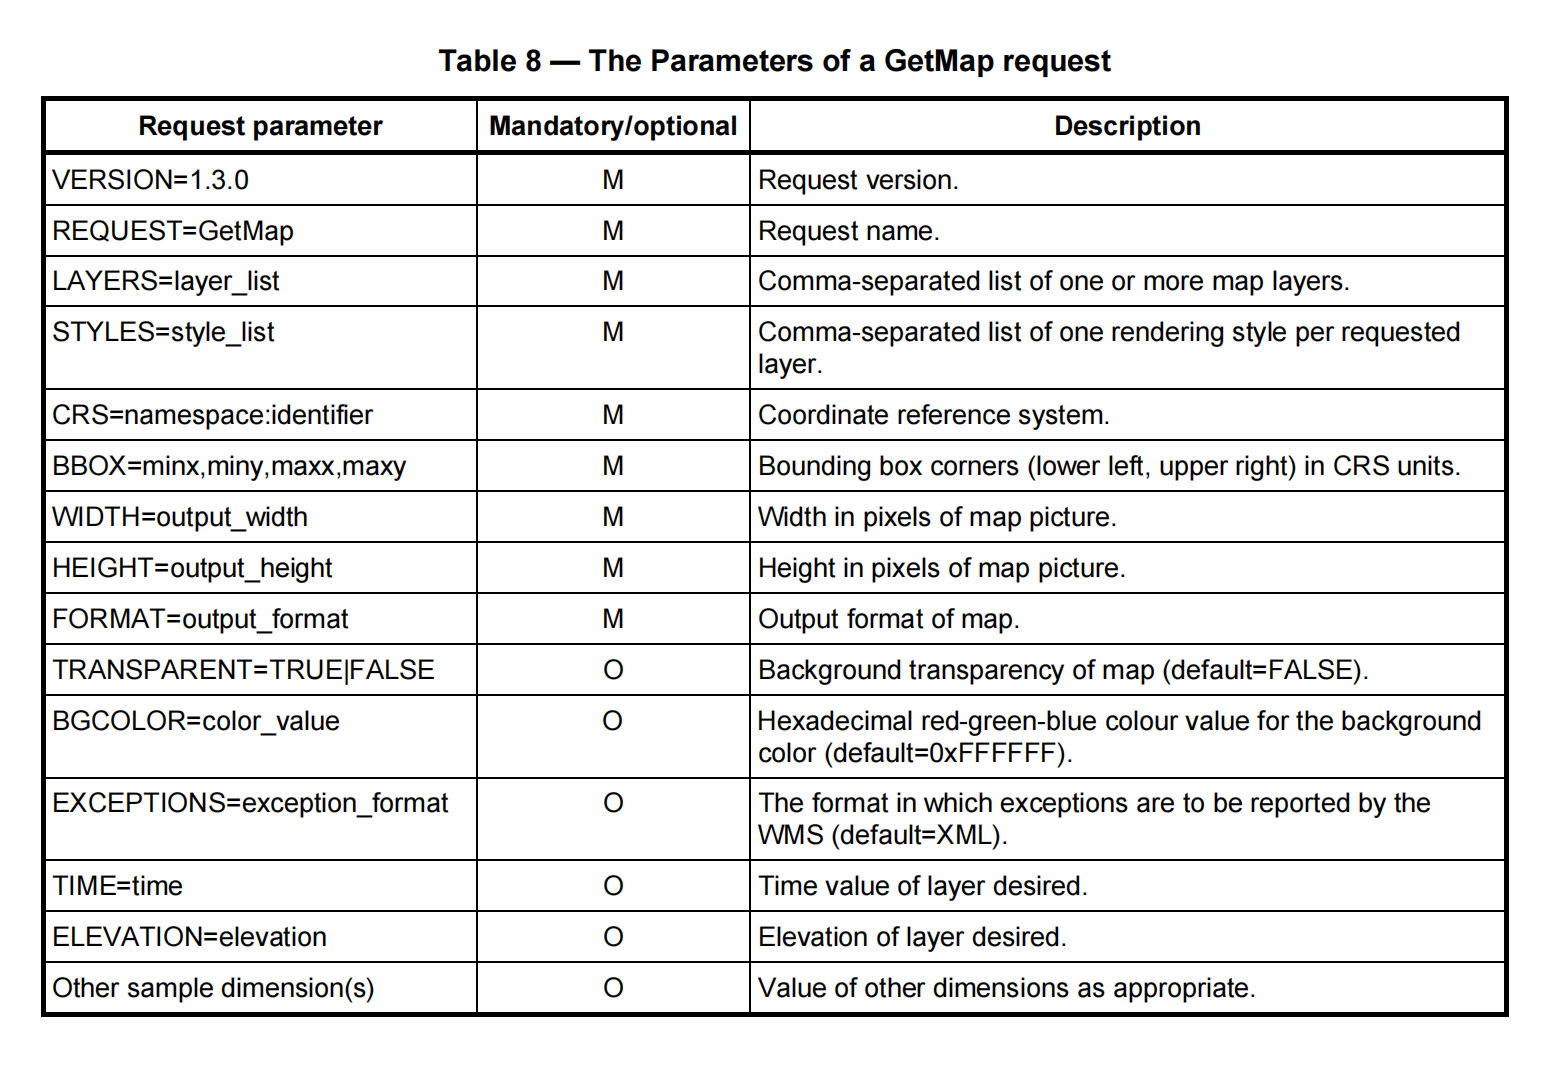 Table 8 — The Parameters of a GetMap request
Request parameter Mandatory/optional Description
VERSION=1.3.0 M Request version.
REQUEST=GetMap M Request name.
LAYERS=layer_list M Comma-separated list of one or more map layers.
STYLES=style_list M Comma-separated list of one rendering style per requested
layer.
CRS=namespace:identifier M Coordinate reference system.
BBOX=minx,miny,maxx,maxy M Bounding box corners (lower left, upper right) in CRS units.
WIDTH=output_width M Width in pixels of map picture.
HEIGHT=output_height M Height in pixels of map picture.
FORMAT=output_format M Output format of map.
TRANSPARENT=TRUE|FALSE O Background transparency of map (default=FALSE).
BGCOLOR=color_value O Hexadecimal red-green-blue colour value for the background
color (default=0xFFFFFF).
EXCEPTIONS=exception_format O The format in which exceptions are to be reported by the
WMS (default=XML).
TIME=time O Time value of layer desired.
ELEVATION=elevation O Elevation of layer desired.
Other sample dimension(s) O Value of other dimensions as appropriate.